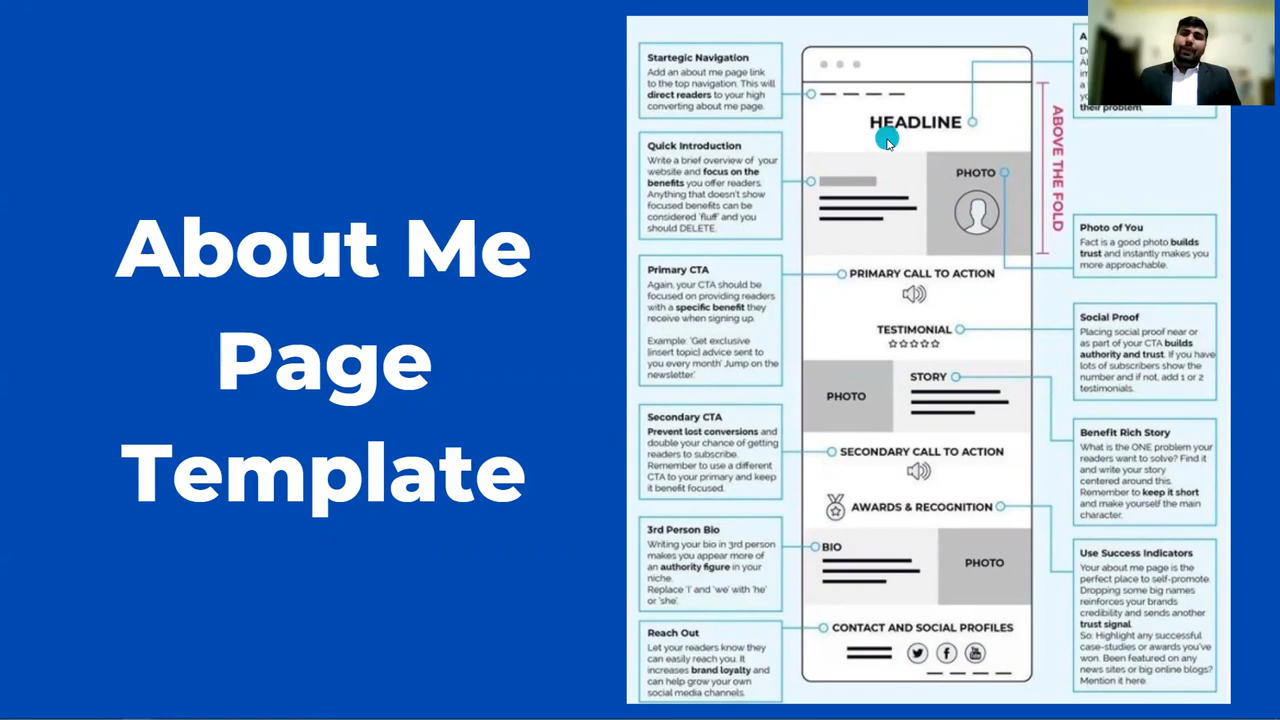 About Me
Page
Template
Startegic Navigation
Add an about me page link
to the top navigation. This will
direct readers to your high
converting about me page.
Quick Introduction
Write a brief overview of your
website and focus on the
benefits you offer readers.
Anything that doesn't show
focused benefits can be
considered 'fluff' and you
should DELETE.
Primary CTA
Again, your CTA should be
focused on providing readers
with a specific benefit they
receive when signing up.
Example: 'Get exclusive
[insert topic] advice sent to
you every month' Jump on the
newsletter.'
Secondary CTA
Prevent lost conversions and
double your chance of getting
readers to subscribe.
Remember to use a different
CTA to your primary and keep
it benefit focused.
3rd Person Bio
Writing your bio in 3rd person
makes you appear more of
an authority figure in your
niche.
Replace 'I' and 'we' with 'he'
or 'she'.
Reach Out
Let your readers know they
can easily reach you. It
increases brand loyalty and
can help grow your own
social media channels.
HEADLINE
PHOTO
ABOVE THE FOLD
PRIMARY CALL TO ACTION
TESTIMONIAL
STORY
PHOTO
SECONDARY CALL TO ACTION
AWARDS & RECOGNITION
BIO
PHOTO
CONTACT AND SOCIAL PROFILES
You
their problem.
Photo of You
Fact is a good photo builds
trust and instantly makes you
more approachable.
Social Proof
Placing social proof near or
as part of your CTA builds
authority and trust. If you have
lots of subscribers show the
number and if not, add 1 or 2
testimonials.
Benefit Rich Story
What is the ONE problem your
readers want to solve? Find it
and write your story
centered around this.
Remember to keep it short
and make yourself the main
character.
Use Success Indicators
Your about me page is the
perfect place to self-promote.
Dropping some big names
reinforces your brands
credibility and sends another
trust signal.
So: Highlight any successful
case-studies or awards you've
won. Been featured on any
news sites or big online blogs?
Mention it here.